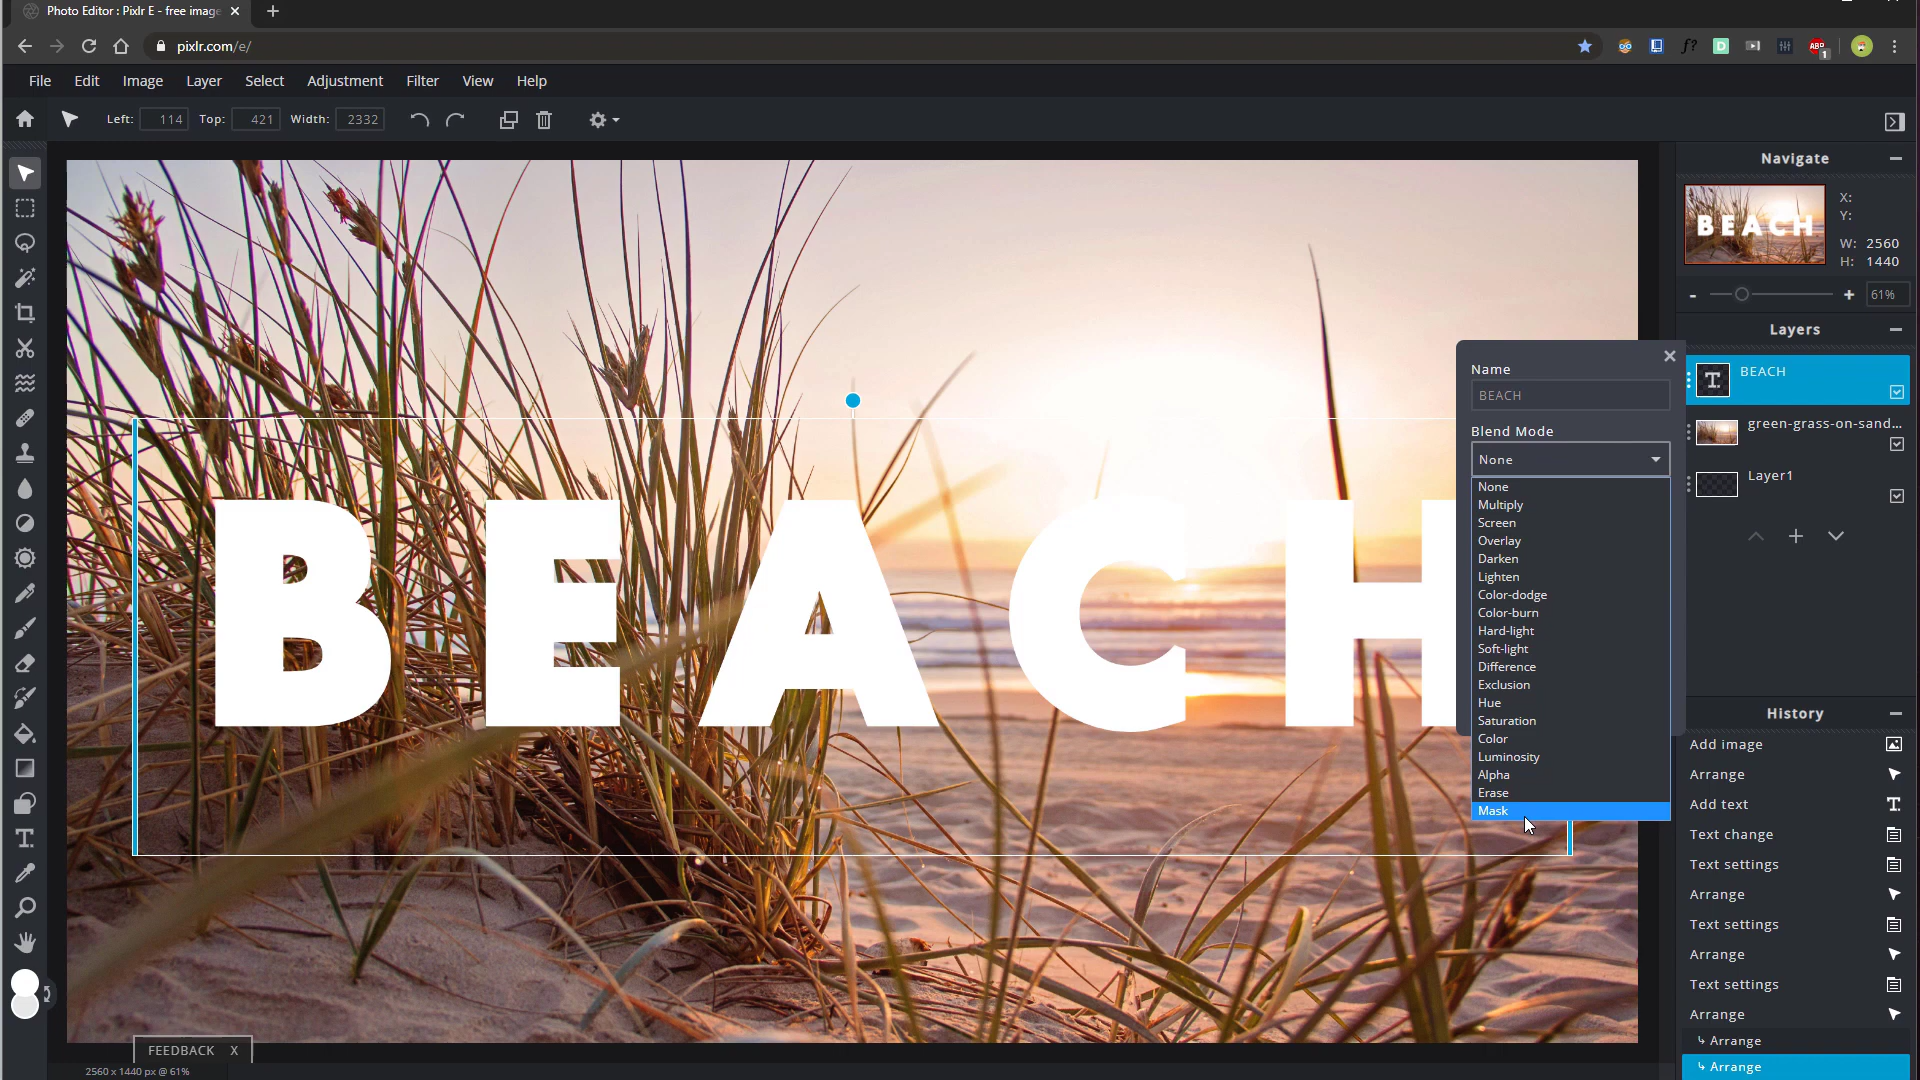 Photo Editor : Pixlr E - free imag
pixlr.com/e/
ABP
1
File Edit Image Layer Select Adjustment Filter View Help
Left: 114 Top: 421 Width: 2332
Navigate
BEACH
X:
Y:
W: 2560
H: 1440
- + 61%
Layers
BEACH
green-grass-on-sand...
Layer1
Name
BEACH
Blend Mode
None
None
Multiply
Screen
Overlay
Darken
Lighten
Color-dodge
Color-burn
Hard-light
Soft-light
Difference
Exclusion
Hue
Saturation
Color
Luminosity
Alpha
Erase
Mask
BEACH
History
Add image
Arrange
Add text
Text change
Text settings
Arrange
Text settings
Arrange
Text settings
Arrange
Arrange
Arrange
FEEDBACK X
2560 x 1440 px @ 61%